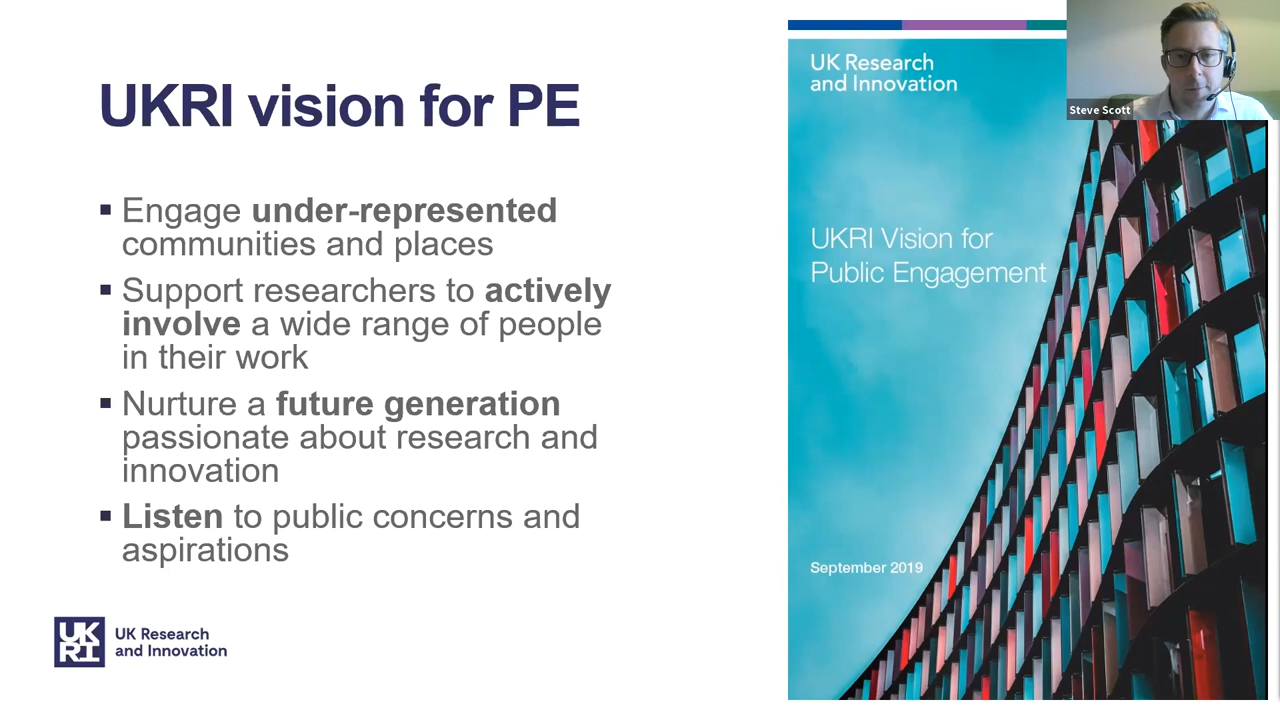 UKRI vision for PE
Engage under-represented
communities and places
Support researchers to actively
involve a wide range of people
in their work
Nurture a future generation
passionate about research and
innovation
Listen to public concerns and
aspirations
UK
RI
UK Research
and Innovation
UK Research
and Innovation
UKRI Vision for
Public Engagement
September 2019
Steve Scott